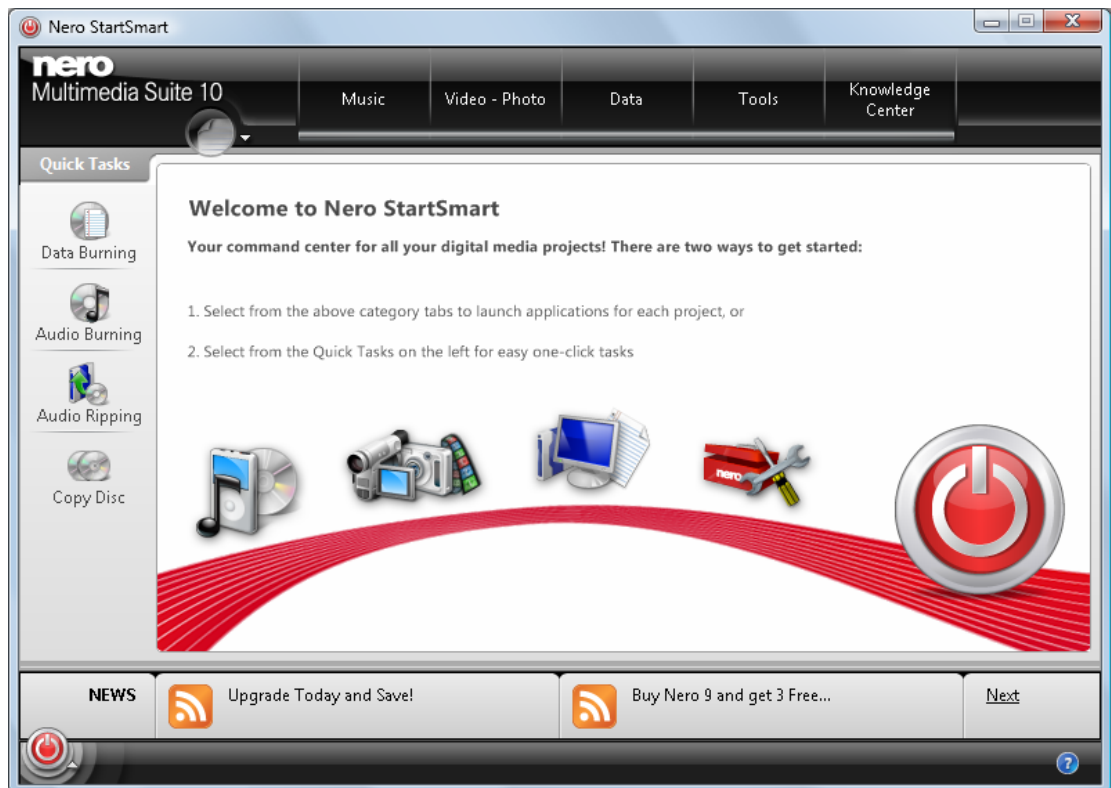 Nero StartSmart
nero
Multimedia Suite 10
Music
Video - Photo
Data
Tools
Knowledge
Center
Quick Tasks
Data Burning
Audio Burning
Audio Ripping
Copy Disc
Welcome to Nero StartSmart
Your command center for all your digital media projects! There are two ways to get started:
1. Select from the above category tabs to launch applications for each project, or
2. Select from the Quick Tasks on the left for easy one-click tasks
nero
NEWS
Upgrade Today and Save!
Buy Nero 9 and get 3 Free...
Next
?